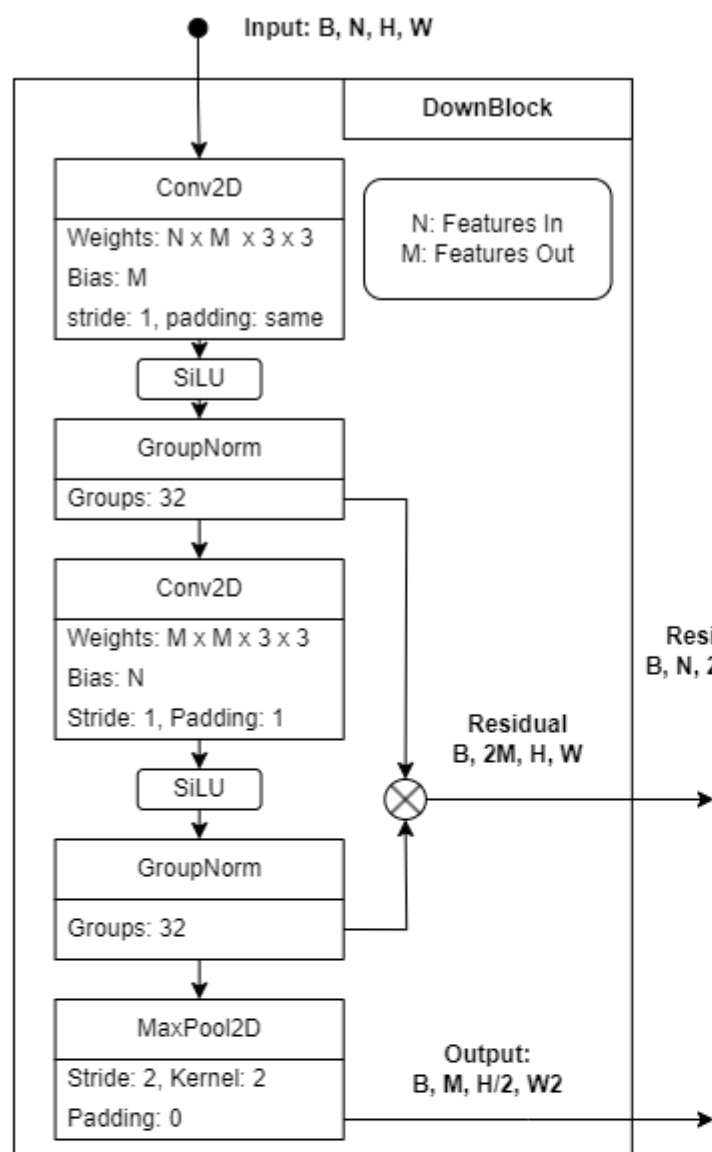 Input: B, N, H, W
DownBlock
Conv2D
Weights: N x M x 3 x 3
Bias: M
stride: 1, padding: same
N: Features In
M: Features Out
SiLU
GroupNorm
Groups: 32
Conv2D
Weights: M x M x 3 x 3
Bias: N
Stride: 1, Padding: 1
Residual
B, 2M, H, W
B, N,
SiLU
GroupNorm
Groups: 32
MaxPool2D
Stride: 2, Kernel: 2
Padding: 0
Output:
B, M, H/2, W2